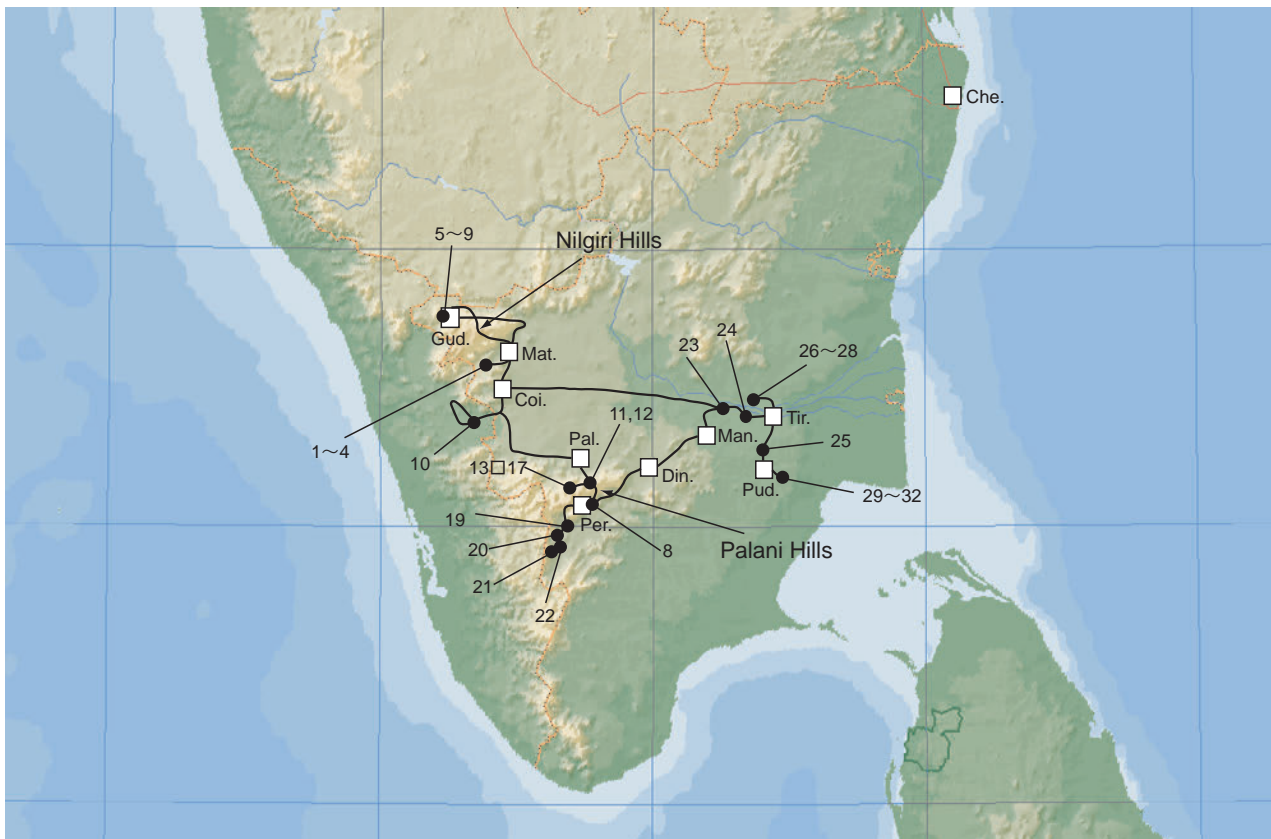 Che.
5～9
Nilgiri Hills
Gud.
Mat.
24
23
26～28
Coi.
11,12
Tir.
1～4
10
Pal.
Man.
25
13□17
Din.
Pud.
29～32
19
Per.
20
8
Palani Hills
21
22